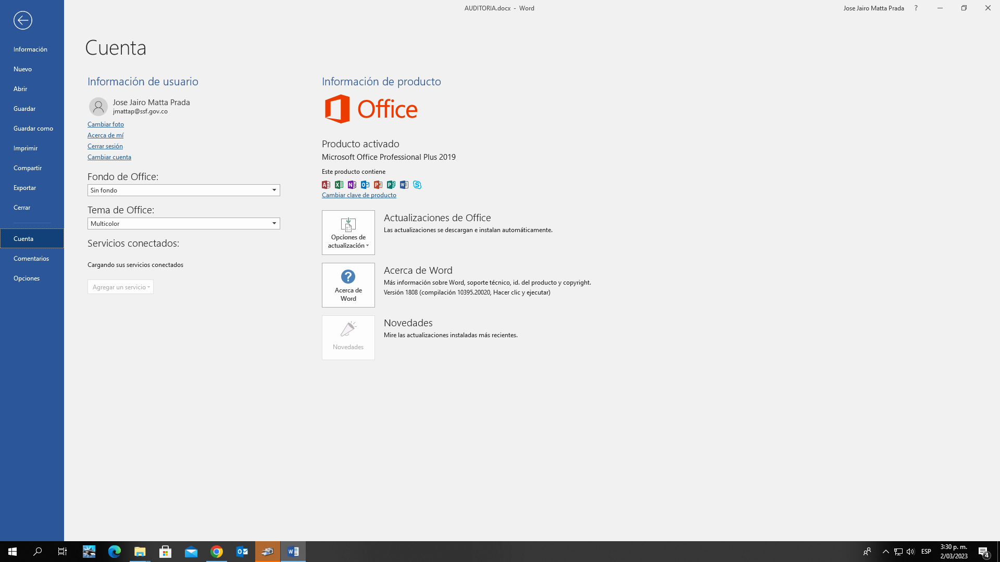 AUDITORIA.docx - Word
Jose Jairo Matta Prada
?
Información
Nuevo
Abrir
Guardar
Guardar como
Imprimir
Compartir
Exportar
Cerrar
Cuenta
Comentarios
Opciones
Cuenta
Información de usuario
Jose Jairo Matta Prada
jmattap@ssf.gov.co
Cambiar foto
Acerca de mí
Cerrar sesión
Cambiar cuenta
Fondo de Office:
Sin fondo
Tema de Office:
Multicolor
Servicios conectados:
Cargando sus servicios conectados
Agregar un servicio
Información de producto
Office
Producto activado
Microsoft Office Professional Plus 2019
Este producto contiene
Cambiar clave de producto
Opciones de
actualización
Actualizaciones de Office
Las actualizaciones se descargan e instalan automáticamente.
Acerca de
Word
Acerca de Word
Más información sobre Word, soporte técnico, id. del producto y copyright.
Versión 1808 (compilación 10395.20020, Hacer clic y ejecutar)
Novedades
Novedades
Mire las actualizaciones instaladas más recientes.
ESP
3:30 p. m.
2/03/2023
4